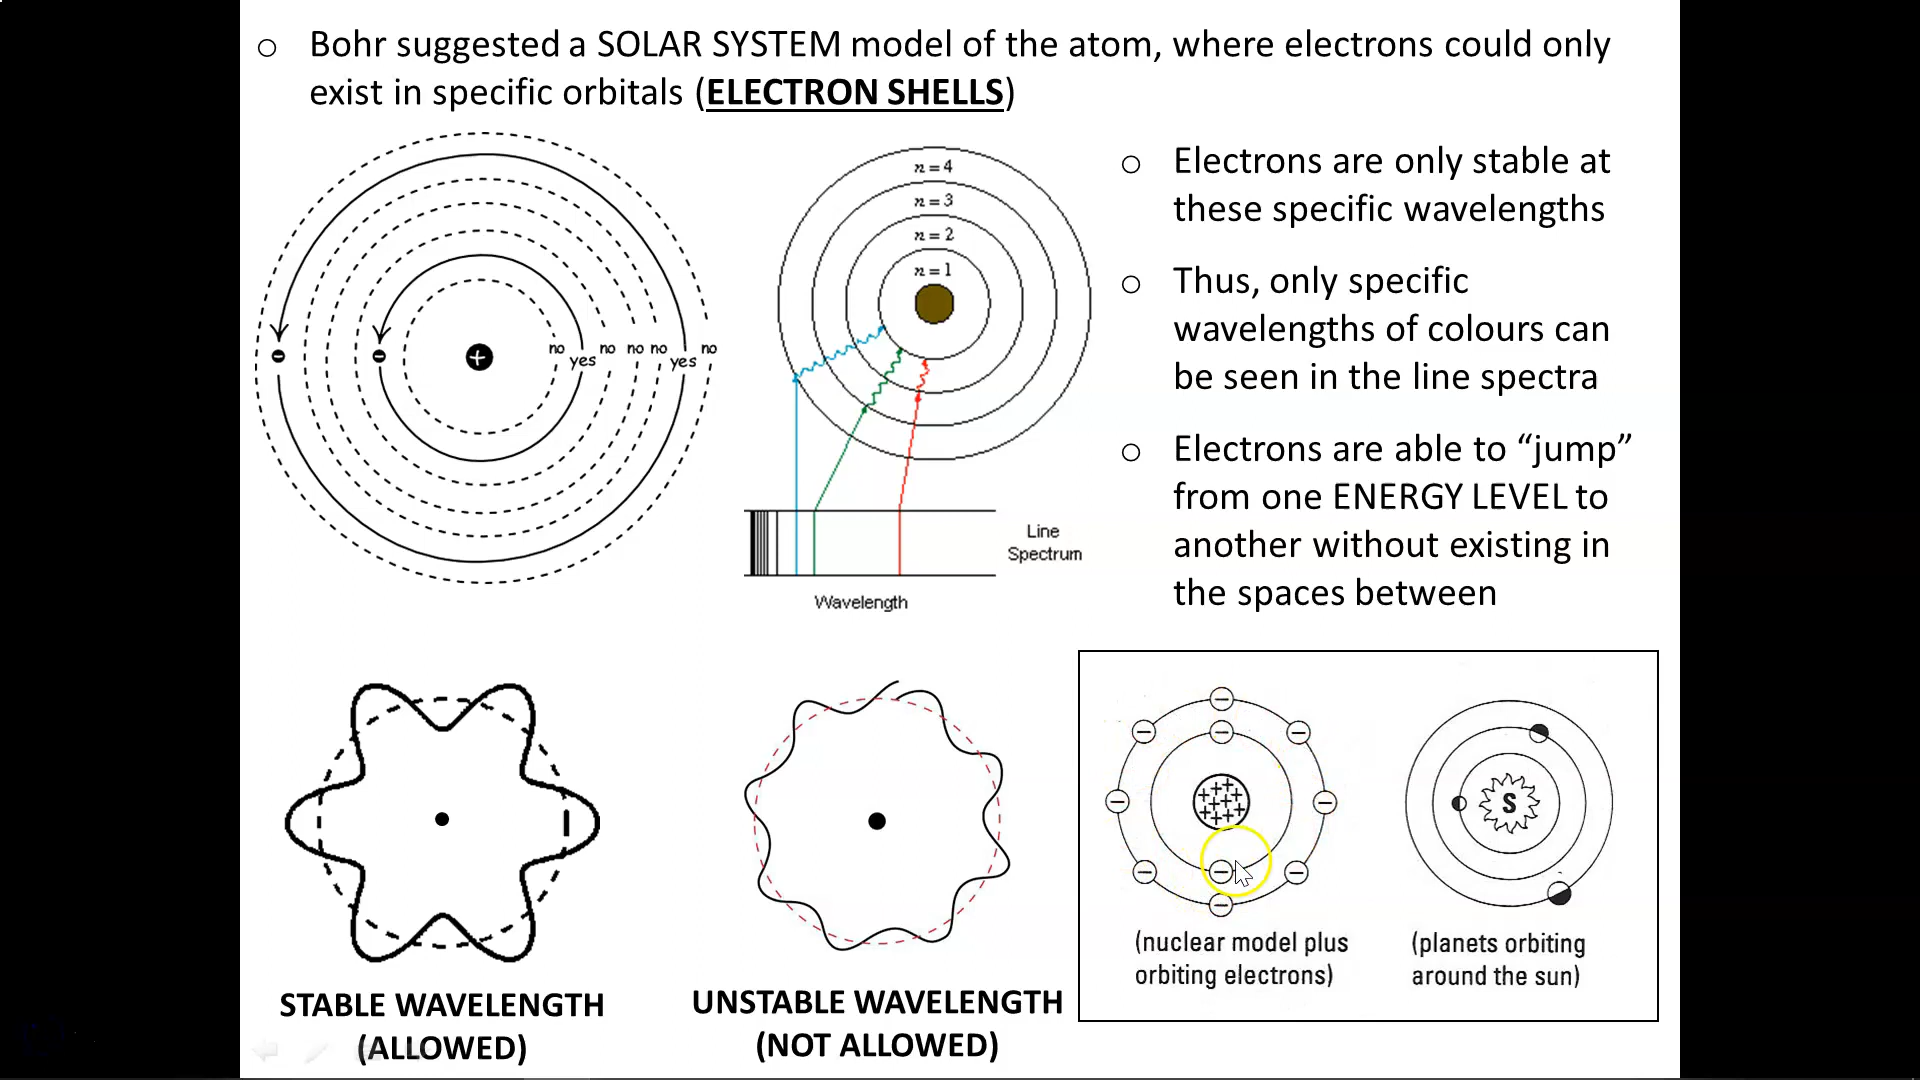 ○ Bohr suggested a SOLAR SYSTEM model of the atom, where electrons could only
exist in specific orbitals (ELECTRON SHELLS)
no yes no no no yes no
n = 4
n = 3
n = 2
n = 1
Line
Spectrum
Wavelength
○ Electrons are only stable at
these specific wavelengths
○ Thus, only specific
wavelengths of colours can
be seen in the line spectra
○ Electrons are able to “jump”
from one ENERGY LEVEL to
another without existing in
the spaces between
STABLE WAVELENGTH
(ALLOWED)
UNSTABLE WAVELENGTH
(NOT ALLOWED)
S
(nuclear model plus
orbiting electrons)
(planets orbiting
around the sun)